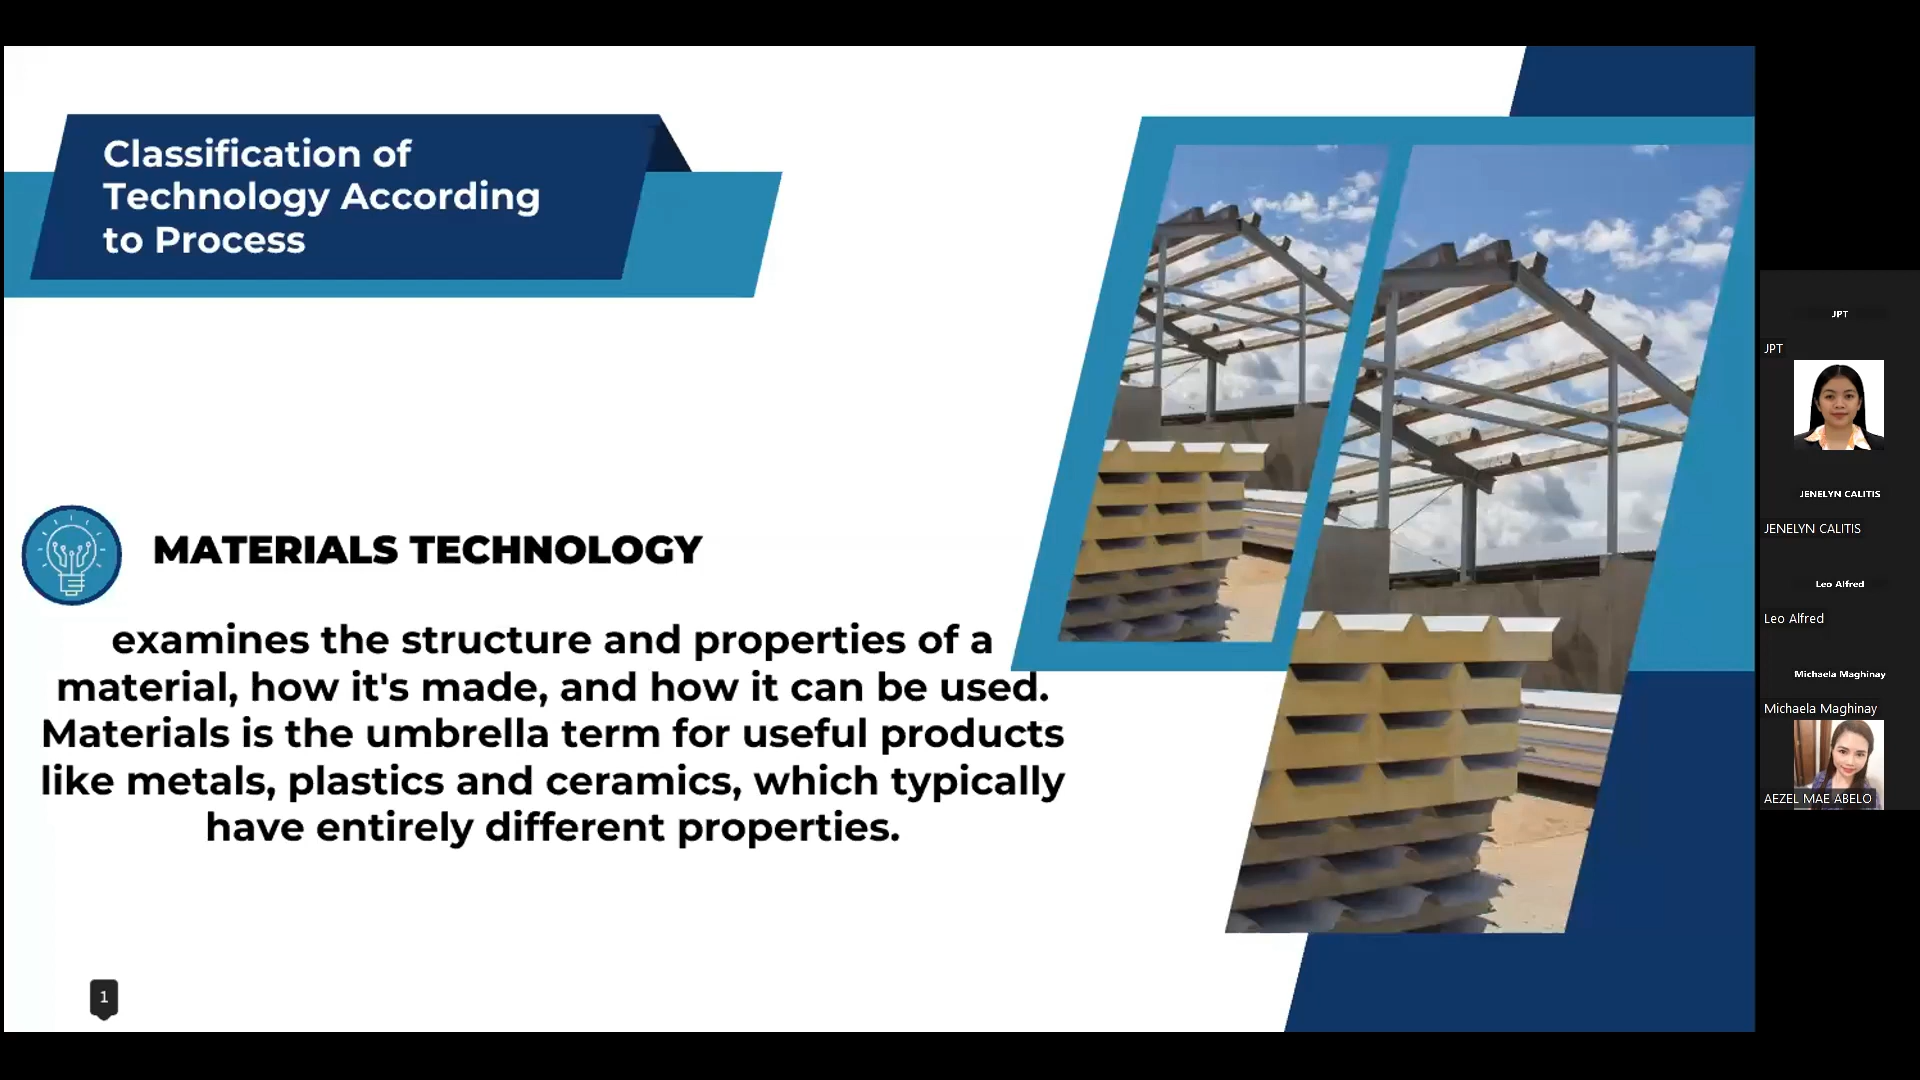 Classification of
Technology According
to Process
MATERIALS TECHNOLOGY
examines the structure and properties of a
material, how it's made, and how it can be used.
Materials is the umbrella term for useful products
like metals, plastics and ceramics, which typically
have entirely different properties.
1
JPT
JPT
JENELYN CALITIS
JENELYN CALITIS
Leo Alfred
Leo Alfred
Michaela Maghinay
Michaela Maghinay
AEZEL MAE ABELO